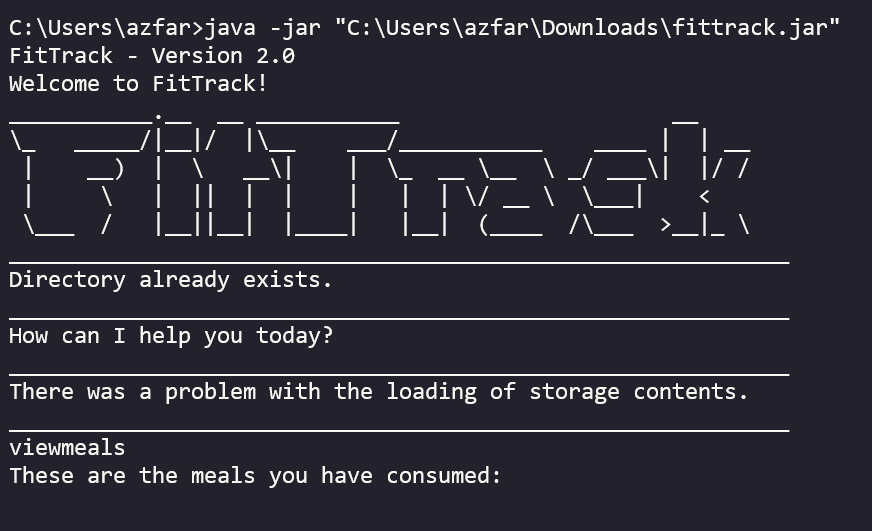 C:\Users\azfar>java -jar "C:\Users\azfar\Downloads\fittrack.jar"
FitTrack - Version 2.0
Welcome to FitTrack!
FitTrack
Directory already exists.
How can I help you today?
There was a problem with the loading of storage contents.
viewmeals
These are the meals you have consumed: